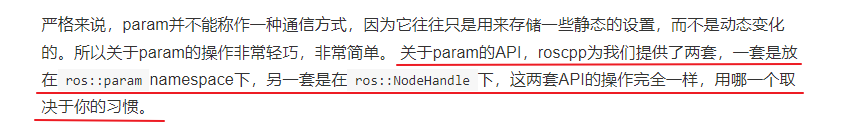 严格来说，param并不能称作一种通信方式，因为它往往只是用来存储一些静态的设置，而不是动态变化
的。所以关于param的操作非常轻巧，非常简单。 关于param的API，roscpp为我们提供了两套，一套是放
在 ros::param namespace下，另一套是在 ros::NodeHandle 下，这两套API的操作完全一样，用哪一个取
决于你的习惯。